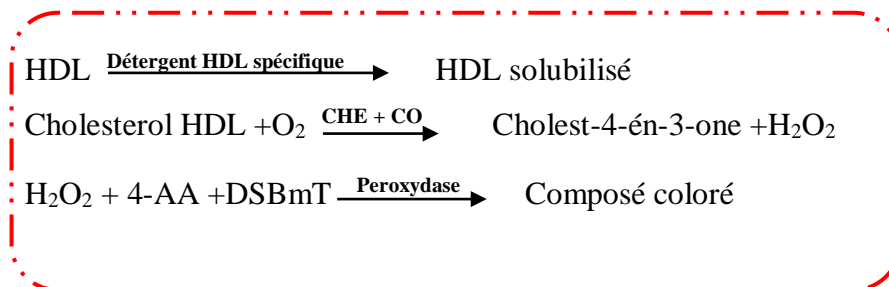 HDL Détergent HDL spécifique HDL solubilisé
Cholesterol HDL +O₂ CHE + CO Cholest-4-én-3-one +H₂O₂
H₂O₂ + 4-AA +DSBmT Peroxydase Composé coloré